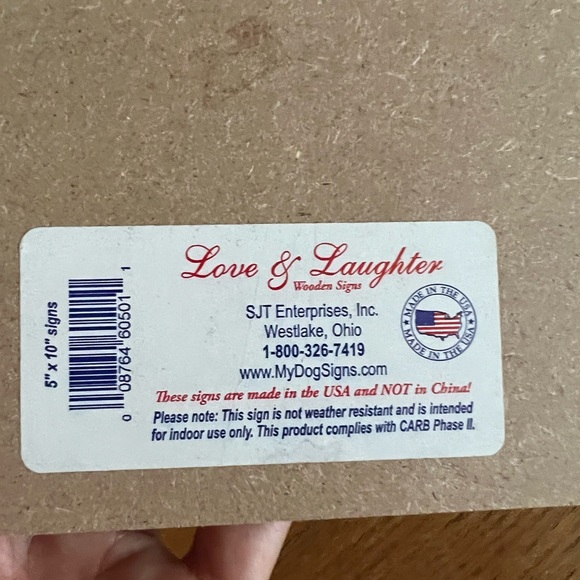 Love & Laughter
Wooden Signs
SJT Enterprises, Inc.
Westlake, Ohio
1-800-326-7419
www.MyDogSigns.com
These signs are made in the USA and NOT in China!
Please note: This sign is not weather resistant and is intended
for indoor use only. This product complies with CARB Phase II.
MADE IN THE USA
MADE IN THE USA
5" x 10" signs
0 08764 60501 1